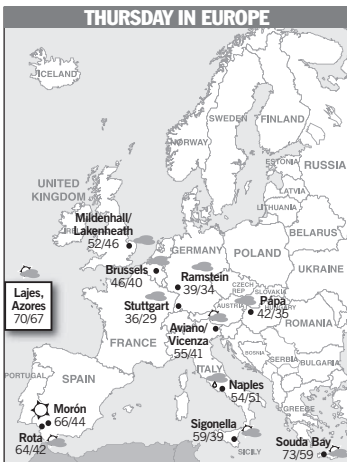 THURSDAY IN EUROPE
ICELAND
SWEDEN
FINLAND
NORWAY
ESTONIA
RUSSIA
LATVIA
LITHUANIA
UNITED
KINGDOM
BELARUS
Mildenhall/
Lakenheath
52/46
GERMANY
POLAND
UKRAINE
Brussels
46/40
Ramstein
39/34
CZECH
REP
SLOVAKIA
Lajes,
Azores
70/67
Stuttgart
36/29
AUSTRIA
Pápa
42/35
HUNGARY
ROMANIA
Aviano/
Vicenza
55/41
FRANCE
BOSNIA
SERBIA
BULGARIA
ITALY
PORTUGAL
SPAIN
Naples
54/51
Morón
66/44
GREECE
Rota
64/42
Sigonella
59/39
SICILY
Souda Bay
73/59